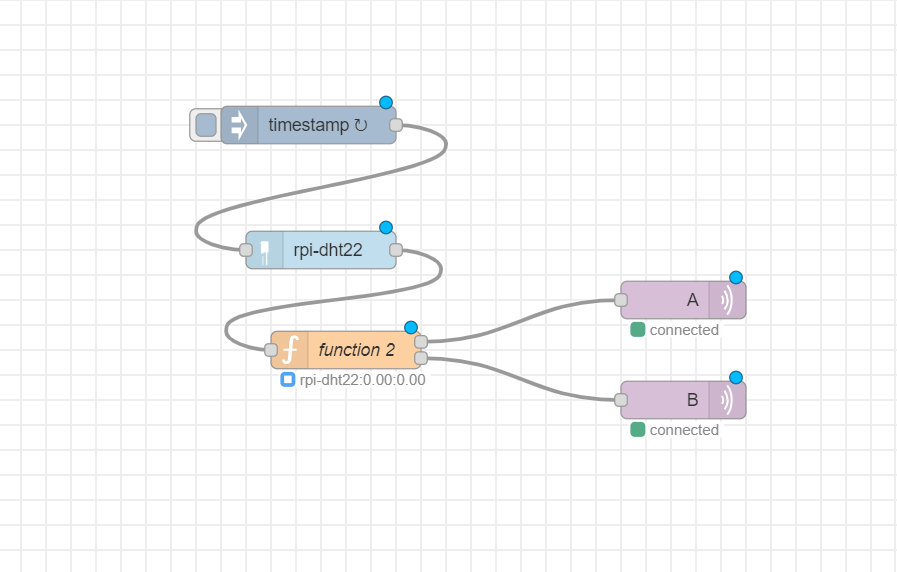 timestamp ↻
rpi-dht22
function 2
rpi-dht22:0.00:0.00
A
connected
B
connected